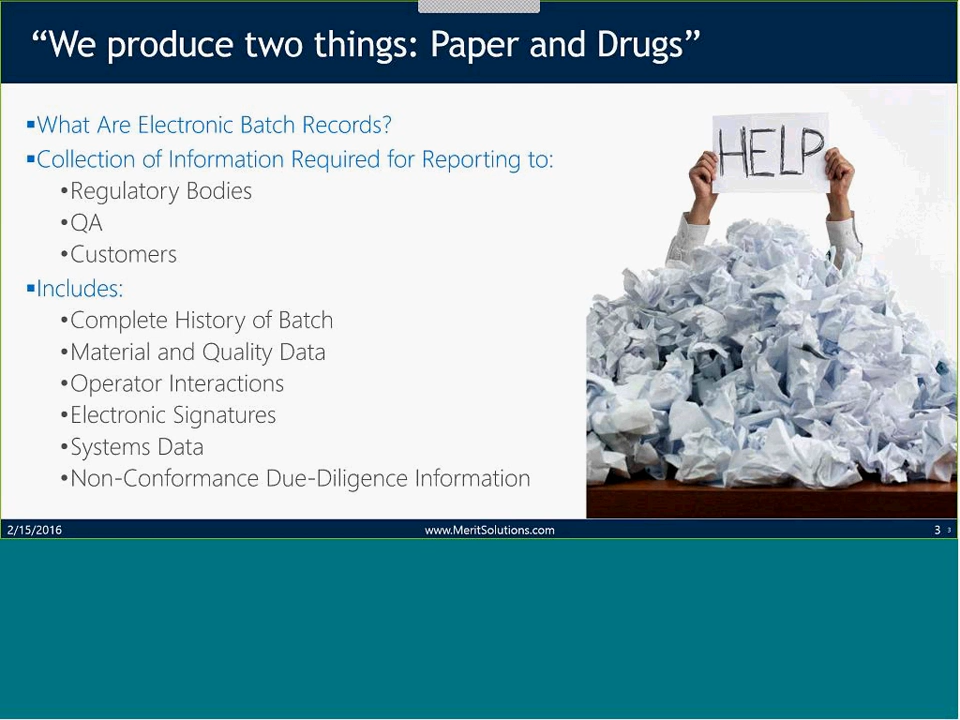 “We produce two things: Paper and Drugs”
▪What Are Electronic Batch Records?
▪Collection of Information Required for Reporting to:
•Regulatory Bodies
•QA
•Customers
▪Includes:
•Complete History of Batch
•Material and Quality Data
•Operator Interactions
•Electronic Signatures
•Systems Data
•Non-Conformance Due-Diligence Information
HELP
2/15/2016
www.MeritSolutions.com
3 3